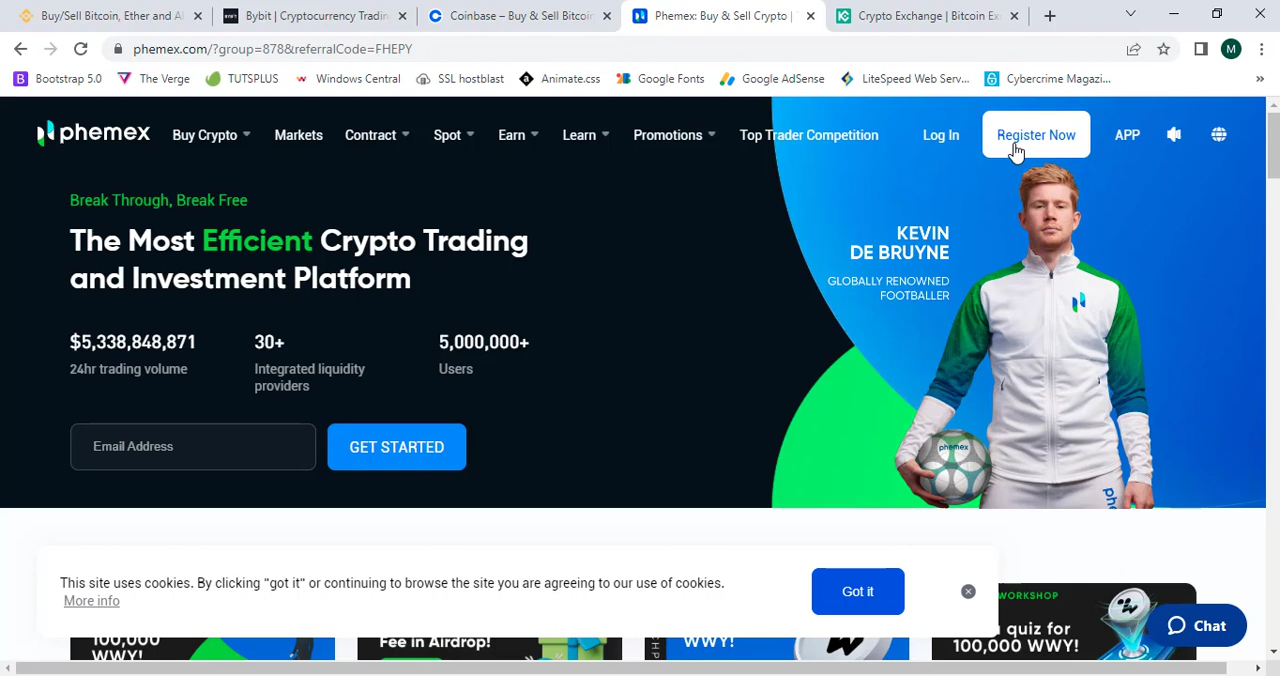 Buy/Sell Bitcoin, Ether and Al
Bybit | Cryptocurrency Tradin
Coinbase – Buy & Sell Bitcoin
Phemex: Buy & Sell Crypto |
Crypto Exchange | Bitcoin Ex
phemex.com/?group=878&referralCode=FHEPY
M
B Bootstrap 5.0
The Verge
TUTSPLUS
Windows Central
SSL hostblast
Animate.css
Google Fonts
Google AdSense
LiteSpeed Web Serv...
Cybercrime Magazi...
»
phemex
Buy Crypto
Markets
Contract
Spot
Earn
Learn
Promotions
Top Trader Competition
Log In
Register Now
APP
Break Through, Break Free
The Most Efficient Crypto Trading
and Investment Platform
$5,338,848,871
24hr trading volume
30+
Integrated liquidity
providers
5,000,000+
Users
Email Address
GET STARTED
KEVIN
DE BRUYNE
GLOBALLY RENOWNED
FOOTBALLER
phemex
This site uses cookies. By clicking "got it" or continuing to browse the site you are agreeing to our use of cookies.
More info
Got it
100,000
WWY!
Fee in Airdrop!
WWY!
WORKSHOP
a quiz for
100,000 WWY!
Chat